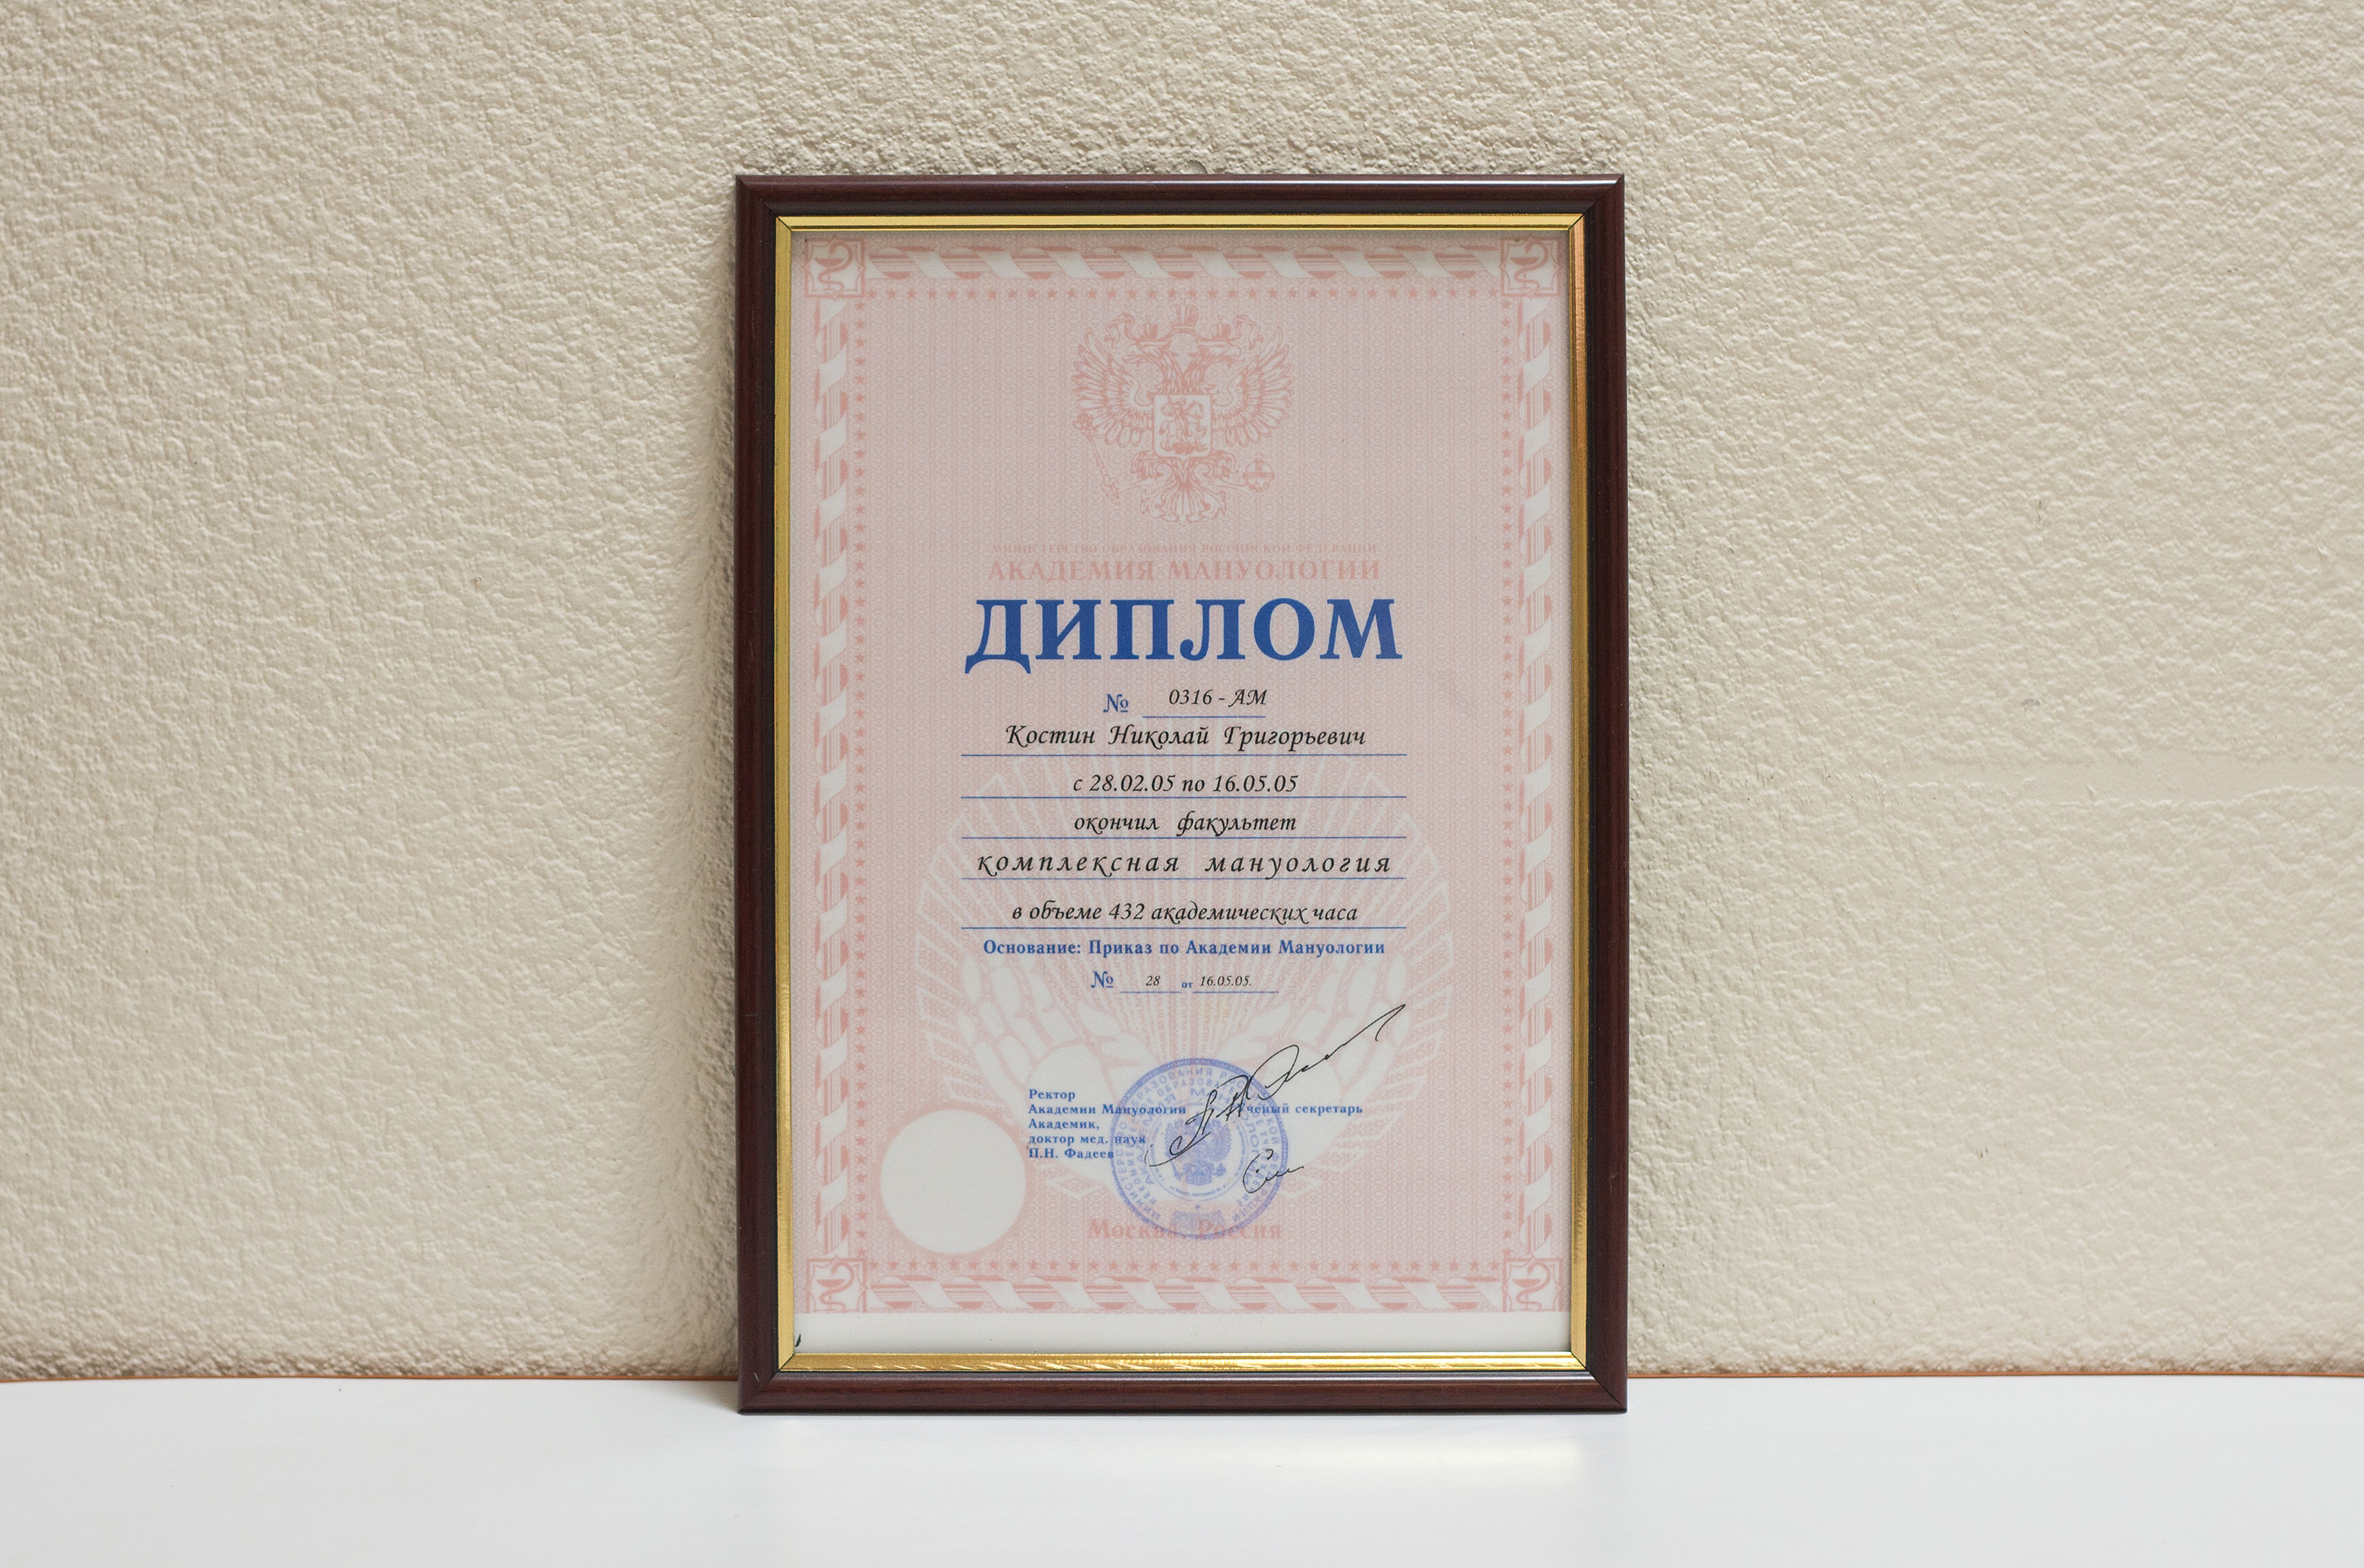 МИНИСТЕРСТВО ОБРАЗОВАНИЯ РОССИЙСКОЙ ФЕДЕРАЦИИ
АКАДЕМИЯ МАНУОЛОГИИ
ДИПЛОМ
№ 0316 - АМ
Костин Николай Григорьевич
с 28.02.05 по 16.05.05
окончил факультет
комплексная мануология
в объеме 432 академических часа
Основание: Приказ по Академии Мануологии
№ 28 от 16.05.05.
Ректор
Академии Мануологии Ученый секретарь
Академик,
доктор мед. наук
П.Н. Фадеев
Москва, Россия